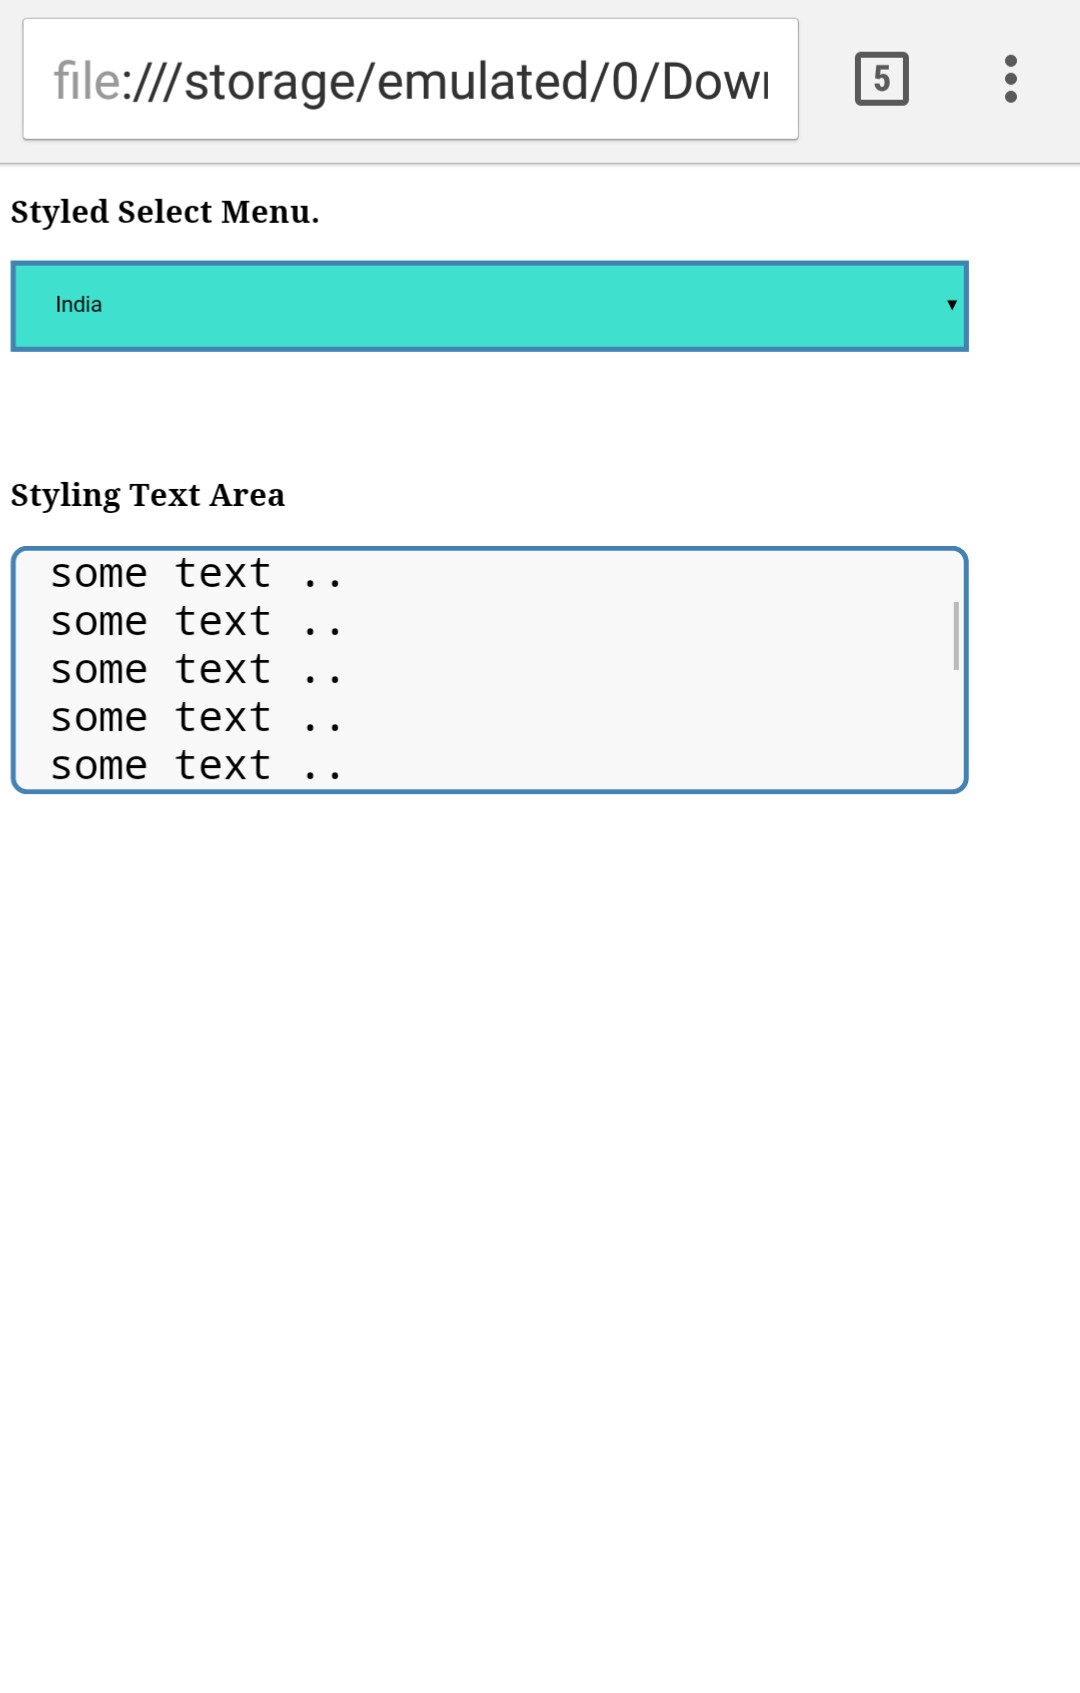 file:///storage/emulated/0/Dow
5
Styled Select Menu.
India
Styling Text Area
some text ..
some text ..
some text ..
some text ..
some text ..